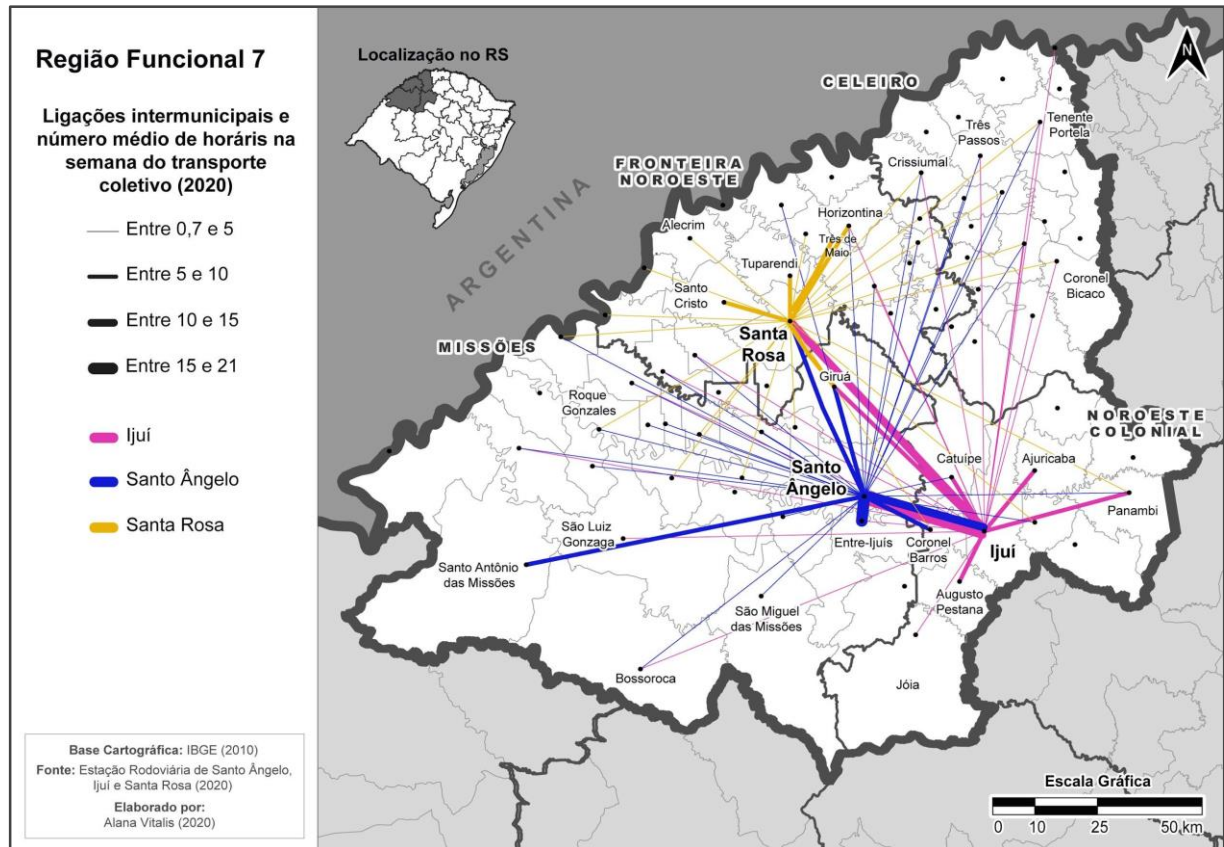 Região Funcional 7
Ligações intermunicipais e
número médio de horáris na
semana do transporte
coletivo (2020)
Entre 0,7 e 5
Entre 5 e 10
Entre 10 e 15
Entre 15 e 21
Ijuí
Santo Ângelo
Santa Rosa
Base Cartográfica: IBGE (2010)
Fonte: Estação Rodoviária de Santo Ângelo,
Ijuí e Santa Rosa (2020)
Elaborado por:
Alana Vitalis (2020)
Localização no RS
N
CELEIRO
Três
Passos
Tenente
Portela
Crissiumal
FRONTEIRA
NOROESTE
ARGENTINA
Alecrim
Horizontina
Três de
Maio
Tuparendi
Santo
Cristo
Coronel
Bicaco
Santa
Rosa
MISSÕES
Giruá
Roque
Gonzales
NOROESTE
COLONIAL
Santo
Ângelo
Catuípe
Ajuricaba
Panambi
São Luiz
Gonzaga
Entre-Ijuís
Coronel
Barros
Ijuí
Santo Antônio
das Missões
São Miguel
das Missões
Augusto
Pestana
Bossoroca
Jóia
Escala Gráfica
0 10 25 50 km